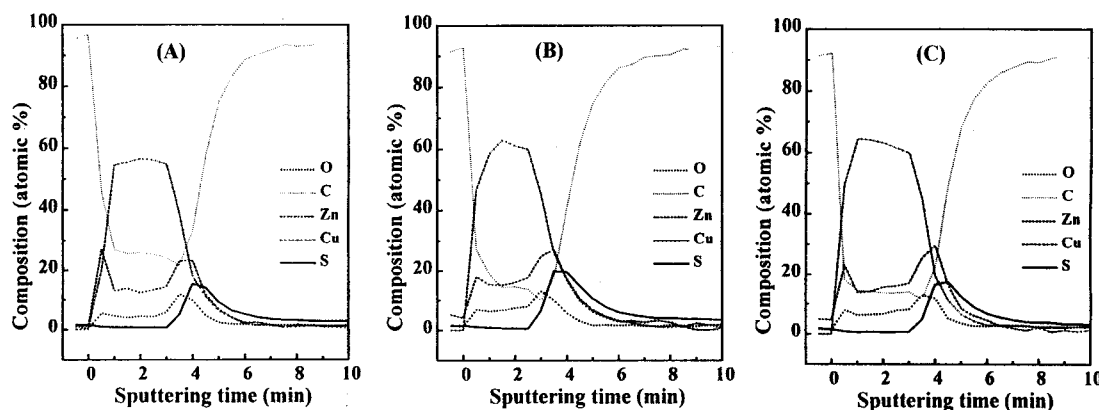 (A)
Composition (atomic %)
100
80
60
40
20
0
O
C
Zn
Cu
S
0 2 4 6 8 10
Sputtering time (min)
(B)
Composition (atomic %)
100
80
60
40
20
0
O
C
Zn
Cu
S
0 2 4 6 8 10
Sputtering time (min)
(C)
Composition (atomic %)
100
80
60
40
20
0
O
C
Zn
Cu
S
0 2 4 6 8 10
Sputtering time (min)